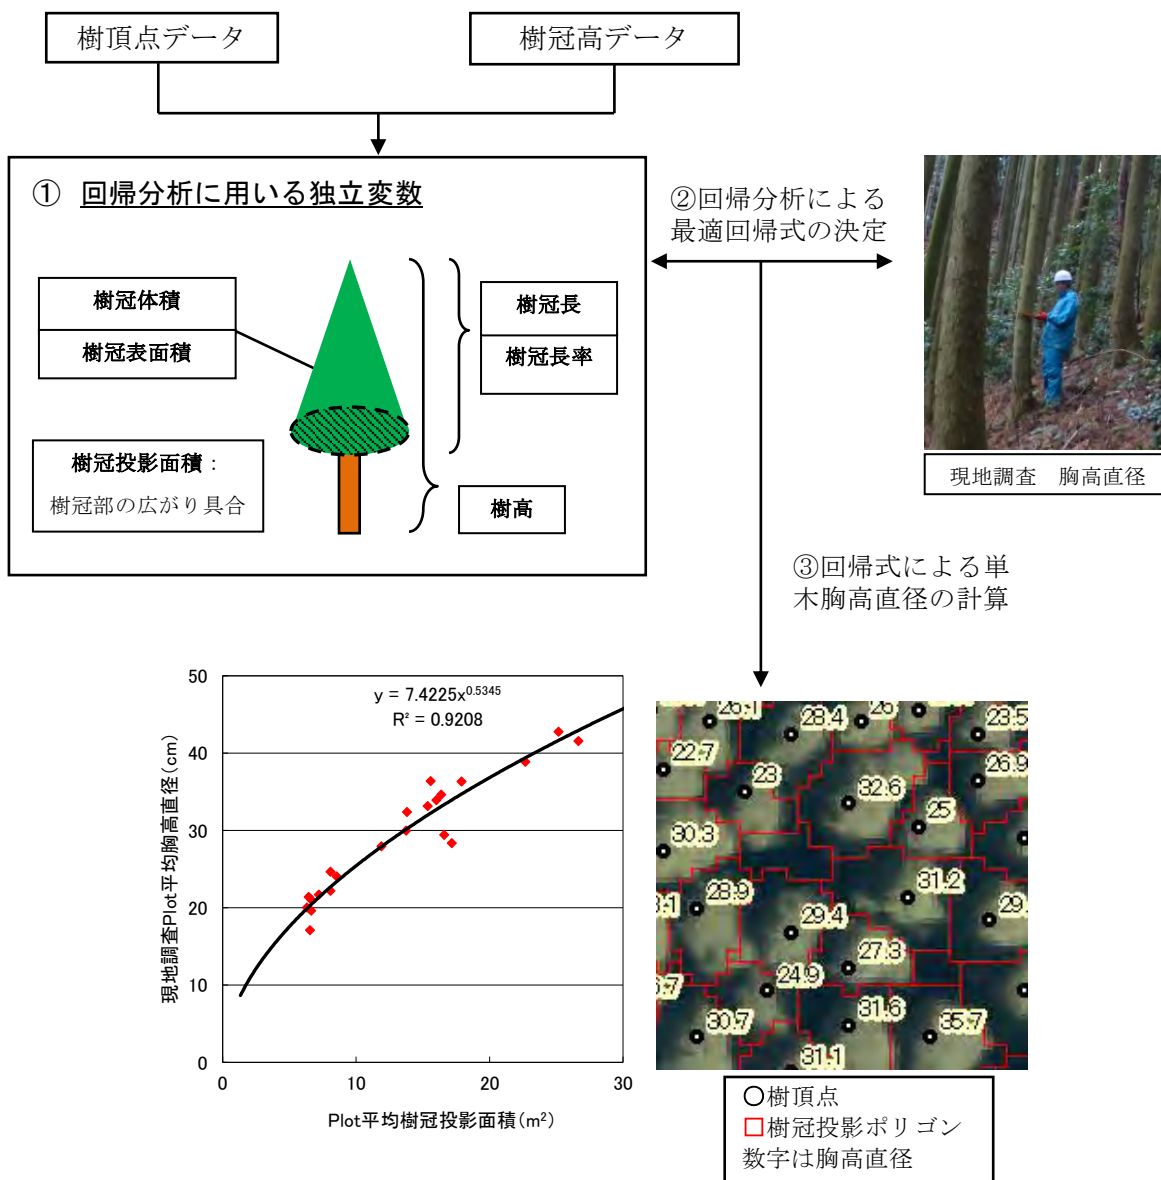 樹頂点データ
樹冠高データ
① 回帰分析に用いる独立変数
樹冠体積
樹冠表面積
樹冠長
樹冠長率
樹冠投影面積：
樹冠部の広がり具合
樹高
②回帰分析による
最適回帰式の決定
現地調査　胸高直径
③回帰式による単
木胸高直径の計算
現地調査Plot平均胸高直径(cm)
50
40
30
20
10
0
y = 7.4225x^0.5345
R² = 0.9208
0 10 20 30
Plot平均樹冠投影面積(m²)
26.1
28.4
26
23.5
22.7
23
32.6
26.9
25
30.3
28.9
31.2
29.4
27.3
24.9
30.7
31.6
35.7
31.1
○樹頂点
□樹冠投影ポリゴン
数字は胸高直径